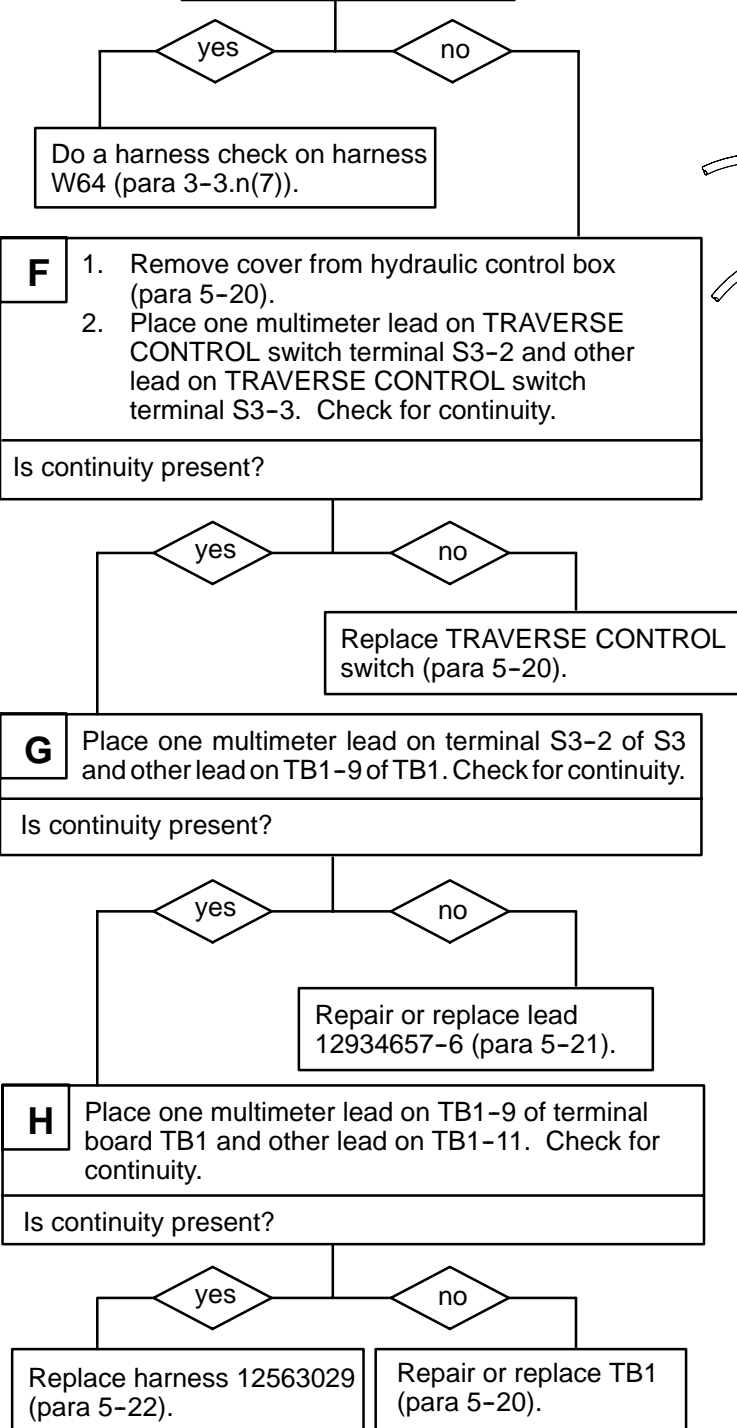 yes
no
Do a harness check on harness
W64 (para 3-3.n(7)).
F
1. Remove cover from hydraulic control box
(para 5-20).
2. Place one multimeter lead on TRAVERSE
CONTROL switch terminal S3-2 and other
lead on TRAVERSE CONTROL switch
terminal S3-3. Check for continuity.
Is continuity present?
yes
no
Replace TRAVERSE CONTROL
switch (para 5-20).
G
Place one multimeter lead on terminal S3-2 of S3
and other lead on TB1-9 of TB1. Check for continuity.
Is continuity present?
yes
no
Repair or replace lead
12934657-6 (para 5-21).
H
Place one multimeter lead on TB1-9 of terminal
board TB1 and other lead on TB1-11. Check for
continuity.
Is continuity present?
yes
no
Replace harness 12563029
(para 5-22).
Repair or replace TB1
(para 5-20).